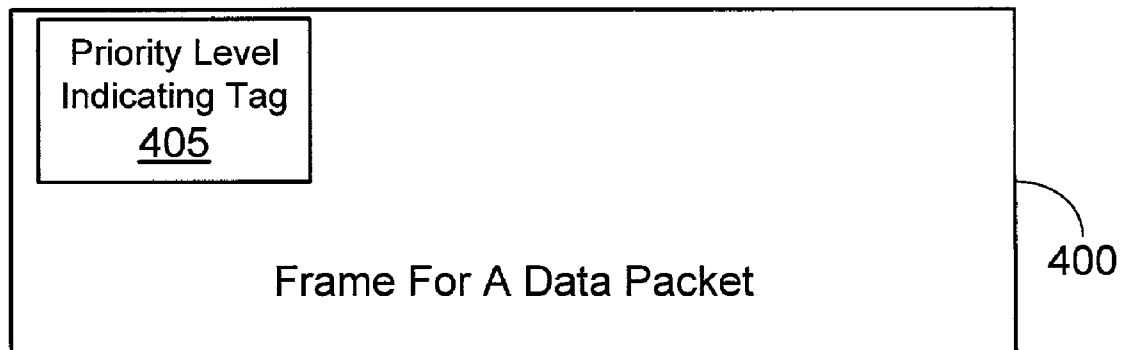 Priority Level
Indicating Tag
405
400
Frame For A Data Packet